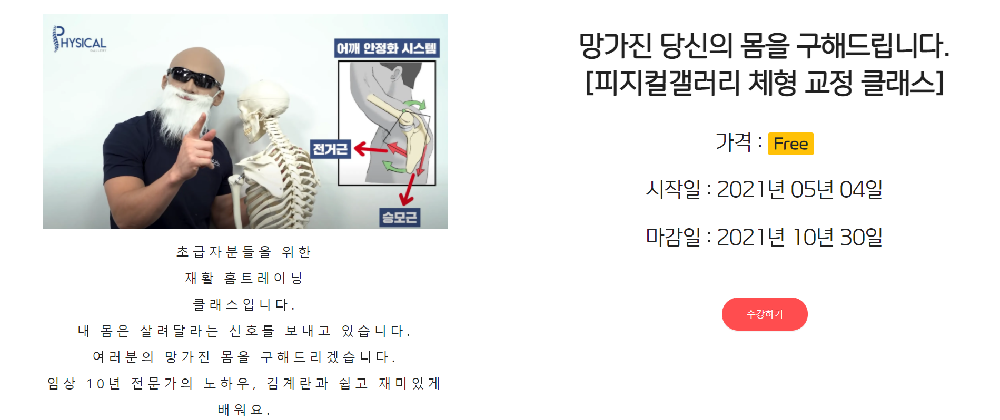 PHYSICAL
GALLERY
어깨 안정화 시스템
전거근
승모근
초급자분들을 위한
재활 홈트레이닝
클래스입니다.
내 몸은 살려달라는 신호를 보내고 있습니다.
여러분의 망가진 몸을 구해드리겠습니다.
임상 10년 전문가의 노하우, 김계란과 쉽고 재미있게
배워요.
망가진 당신의 몸을 구해드립니다.
[피지컬갤러리 체형 교정 클래스]
가격 : Free
시작일 : 2021년 05년 04일
마감일 : 2021년 10년 30일
수강하기